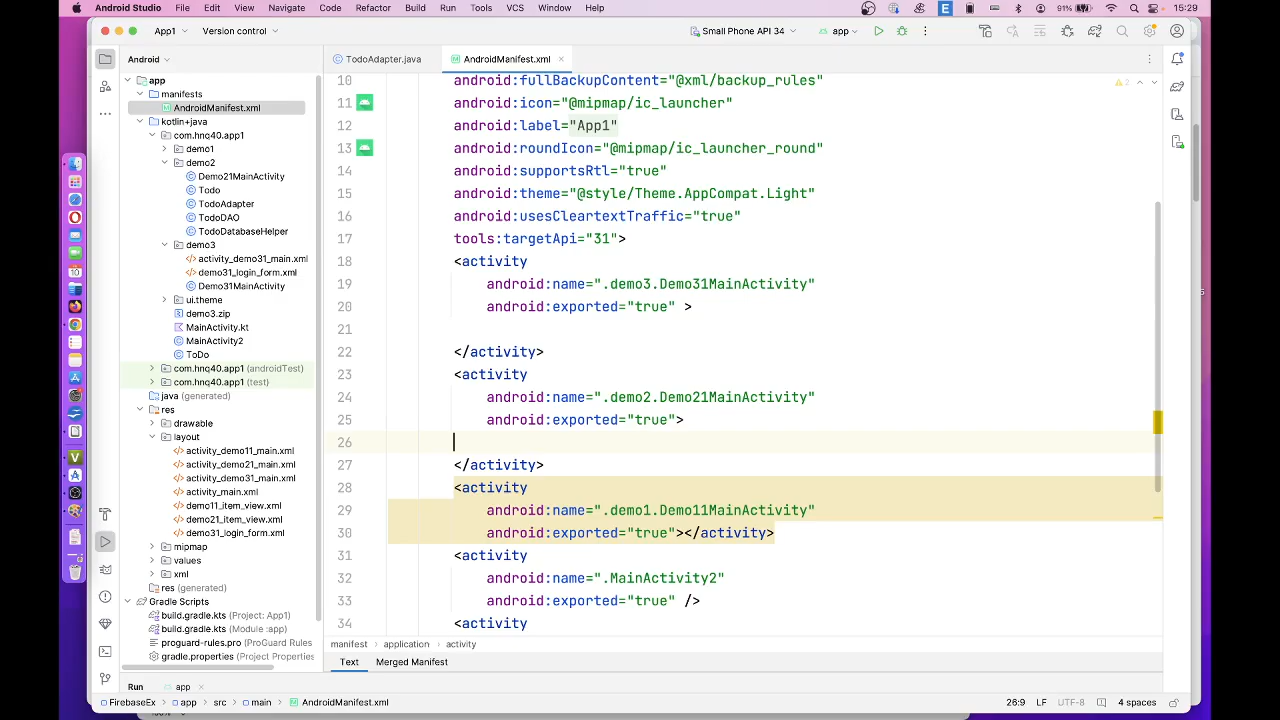 Android Studio File Edit View Navigate Code Refactor Build Run Tools VCS Window Help 91% 15:29
App1 Version control Small Phone API 34 app
Android
TodoAdapter.java AndroidManifest.xml
app
manifests
AndroidManifest.xml
kotlin+java
com.hnq40.app1
demo1
demo2
Demo21MainActivity
Todo
TodoAdapter
TodoDAO
TodoDatabaseHelper
demo3
activity_demo31_main.xml
demo31_login_form.xml
Demo31MainActivity
ui.theme
demo3.zip
MainActivity.kt
MainActivity2
ToDo
com.hnq40.app1 (androidTest)
com.hnq40.app1 (test)
java (generated)
res
drawable
layout
activity_demo11_main.xml
activity_demo21_main.xml
activity_demo31_main.xml
activity_main.xml
demo11_item_view.xml
demo21_item_view.xml
demo31_login_form.xml
mipmap
values
xml
res (generated)
Gradle Scripts
build.gradle.kts (Project: App1)
build.gradle.kts (Module :app)
proguard-rules.pro (ProGuard Rules
gradle.properties (Project Properties
10 android:fullBackupContent="@xml/backup_rules"
11 android:icon="@mipmap/ic_launcher"
12 android:label="App1"
13 android:roundIcon="@mipmap/ic_launcher_round"
14 android:supportsRtl="true"
15 android:theme="@style/Theme.AppCompat.Light"
16 android:usesCleartextTraffic="true"
17 tools:targetApi="31">
18 <activity
19 android:name=".demo3.Demo31MainActivity"
20 android:exported="true" >
21
22 </activity>
23 <activity
24 android:name=".demo2.Demo21MainActivity"
25 android:exported="true">
26
27 </activity>
28 <activity
29 android:name=".demo1.Demo11MainActivity"
30 android:exported="true"></activity>
31 <activity
32 android:name=".MainActivity2"
33 android:exported="true" />
34 <activity
2
manifest application activity
Text Merged Manifest
Run app
FirebaseEx app src main AndroidManifest.xml 26:9 LF UTF-8 4 spaces